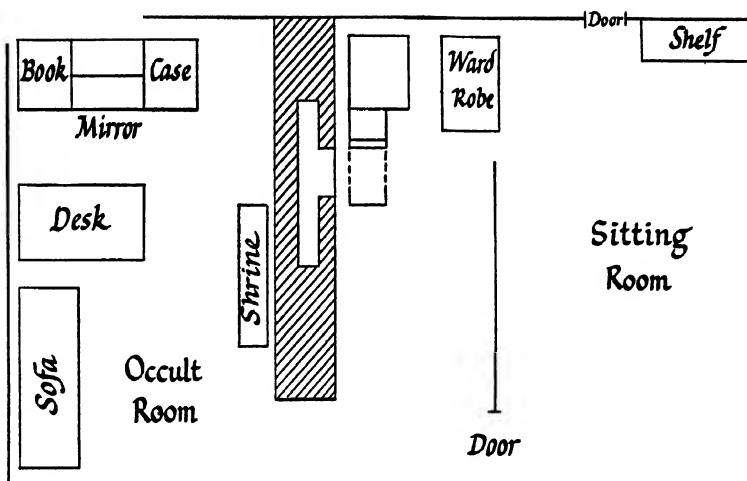 Door
Shelf
Book Case
Mirror
Ward
Robe
Desk
Shrine
Sitting
Room
Sofa
Occult
Room
Door